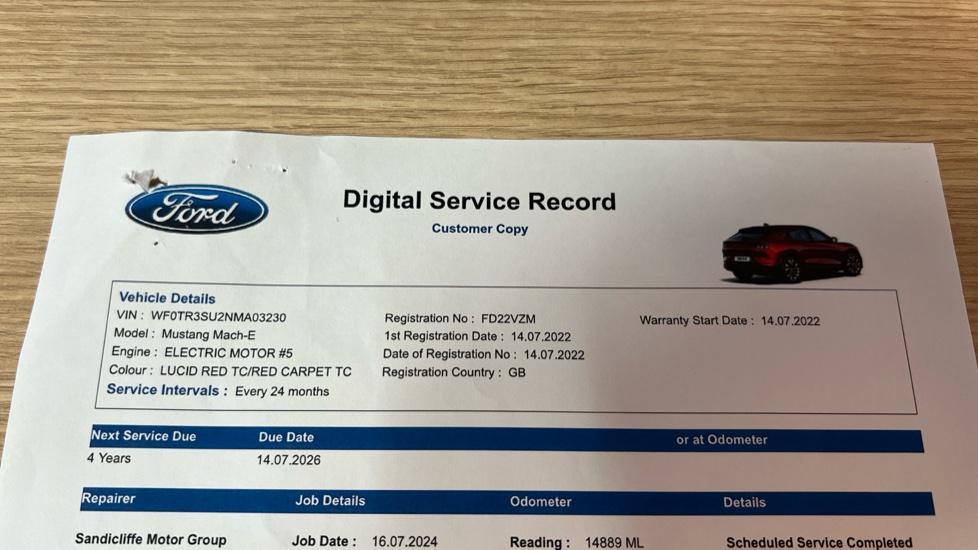 Ford
Digital Service Record
Customer Copy
Vehicle Details
VIN : WF0TR3SU2NMA03230
Model : Mustang Mach-E
Engine : ELECTRIC MOTOR #5
Colour : LUCID RED TC/RED CARPET TC
Service Intervals : Every 24 months
Registration No : FD22VZM
1st Registration Date : 14.07.2022
Date of Registration No : 14.07.2022
Registration Country : GB
Warranty Start Date : 14.07.2022
Next Service Due Due Date or at Odometer
4 Years 14.07.2026
Repairer Job Details Odometer Details
Sandicliffe Motor Group Job Date : 16.07.2024 Reading : 14889 ML Scheduled Service Completed